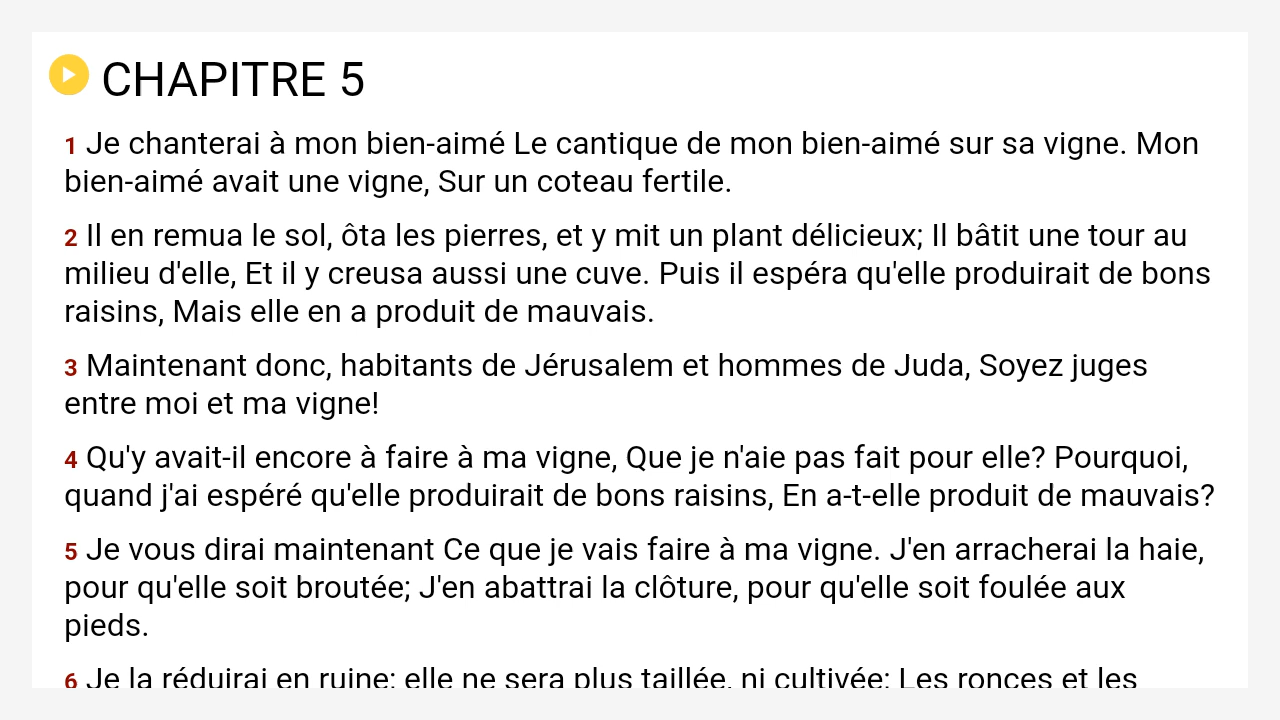 CHAPITRE 5
1 Je chanterai à mon bien-aimé Le cantique de mon bien-aimé sur sa vigne. Mon
bien-aimé avait une vigne, Sur un coteau fertile.
2 Il en remua le sol, ôta les pierres, et y mit un plant délicieux; Il bâtit une tour au
milieu d'elle, Et il y creusa aussi une cuve. Puis il espéra qu'elle produirait de bons
raisins, Mais elle en a produit de mauvais.
3 Maintenant donc, habitants de Jérusalem et hommes de Juda, Soyez juges
entre moi et ma vigne!
4 Qu'y avait-il encore à faire à ma vigne, Que je n'aie pas fait pour elle? Pourquoi,
quand j'ai espéré qu'elle produirait de bons raisins, En a-t-elle produit de mauvais?
5 Je vous dirai maintenant Ce que je vais faire à ma vigne. J'en arracherai la haie,
pour qu'elle soit broutée; J'en abattrai la clôture, pour qu'elle soit foulée aux
pieds.
6 Je la réduirai en ruine; elle ne sera plus taillée, ni cultivée; Les ronces et les